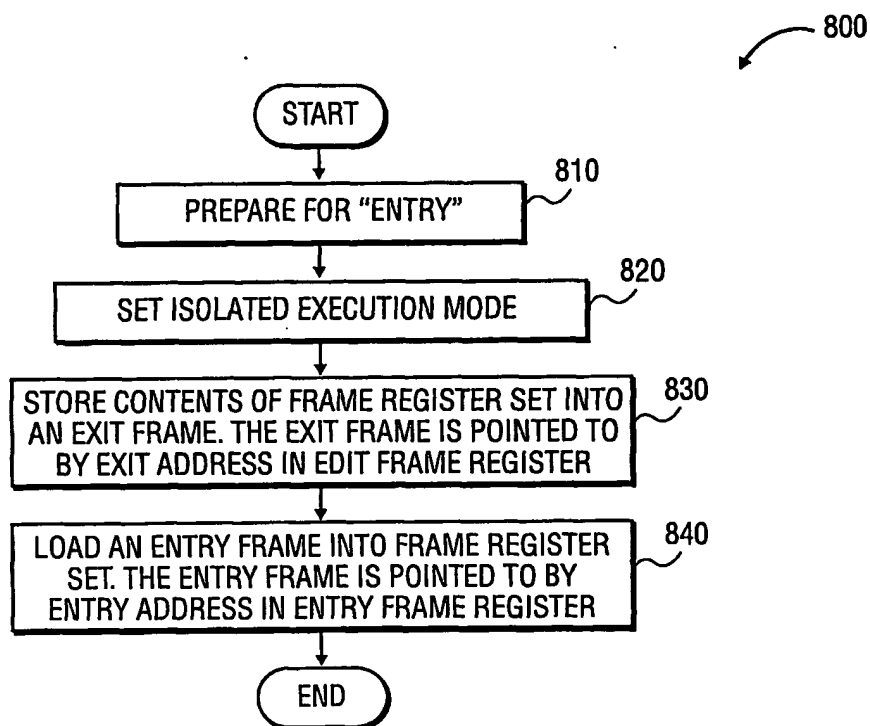 800
START
810
PREPARE FOR “ENTRY”
820
SET ISOLATED EXECUTION MODE
830
STORE CONTENTS OF FRAME REGISTER SET INTO
AN EXIT FRAME. THE EXIT FRAME IS POINTED TO
BY EXIT ADDRESS IN EDIT FRAME REGISTER
840
LOAD AN ENTRY FRAME INTO FRAME REGISTER
SET. THE ENTRY FRAME IS POINTED TO BY
ENTRY ADDRESS IN ENTRY FRAME REGISTER
END